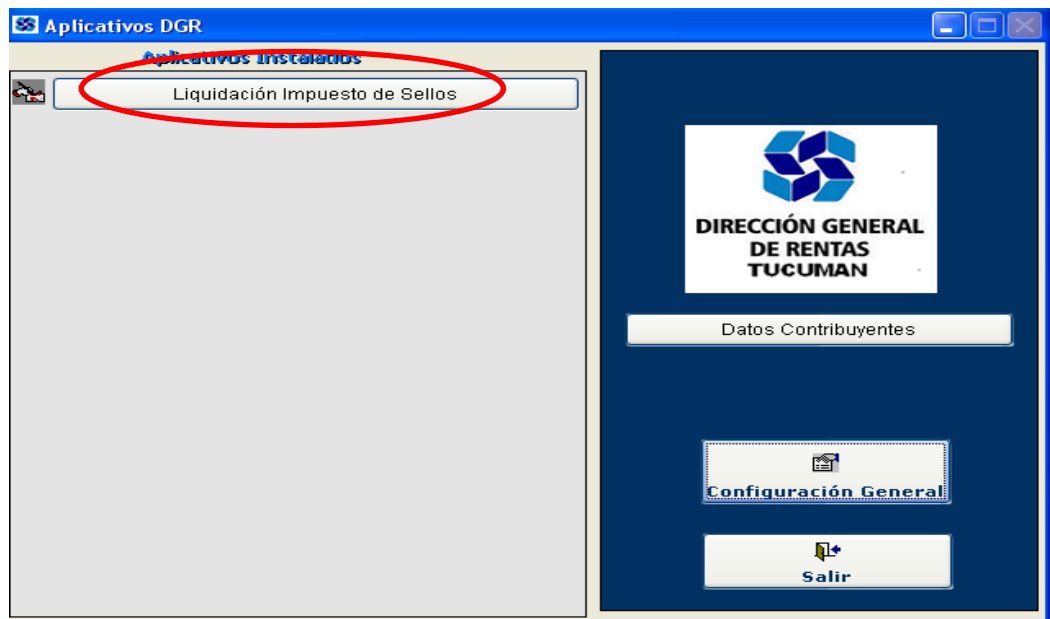 Aplicativos DGR
Aplicativos Instalados
Liquidación Impuesto de Sellos
DIRECCIÓN GENERAL
DE RENTAS
TUCUMAN
Datos Contribuyentes
Configuración General
Salir